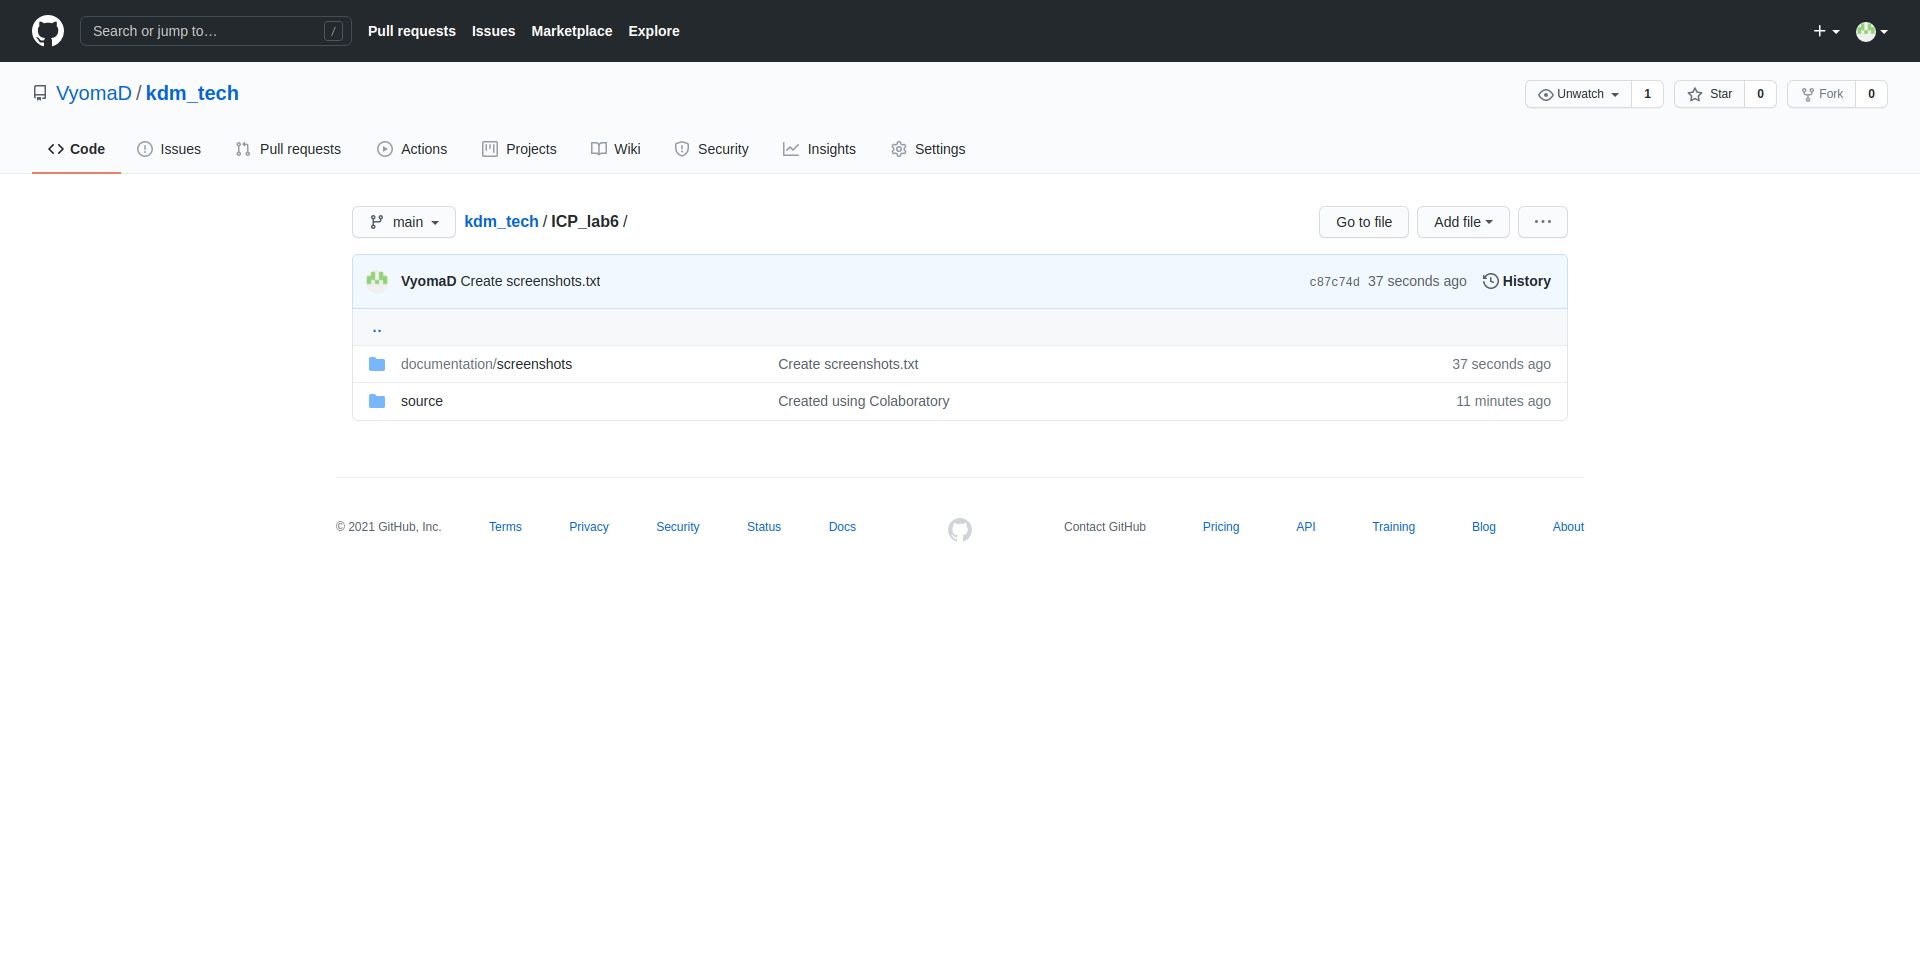 Search or jump to… /
Pull requests Issues Marketplace Explore
VyomaD / kdm_tech
Unwatch 1 Star 0 Fork 0
Code Issues Pull requests Actions Projects Wiki Security Insights Settings
main kdm_tech / ICP_lab6 / Go to file Add file ...
VyomaD Create screenshots.txt c87c74d 37 seconds ago History
..
documentation/screenshots Create screenshots.txt 37 seconds ago
source Created using Colaboratory 11 minutes ago
© 2021 GitHub, Inc. Terms Privacy Security Status Docs Contact GitHub Pricing API Training Blog About